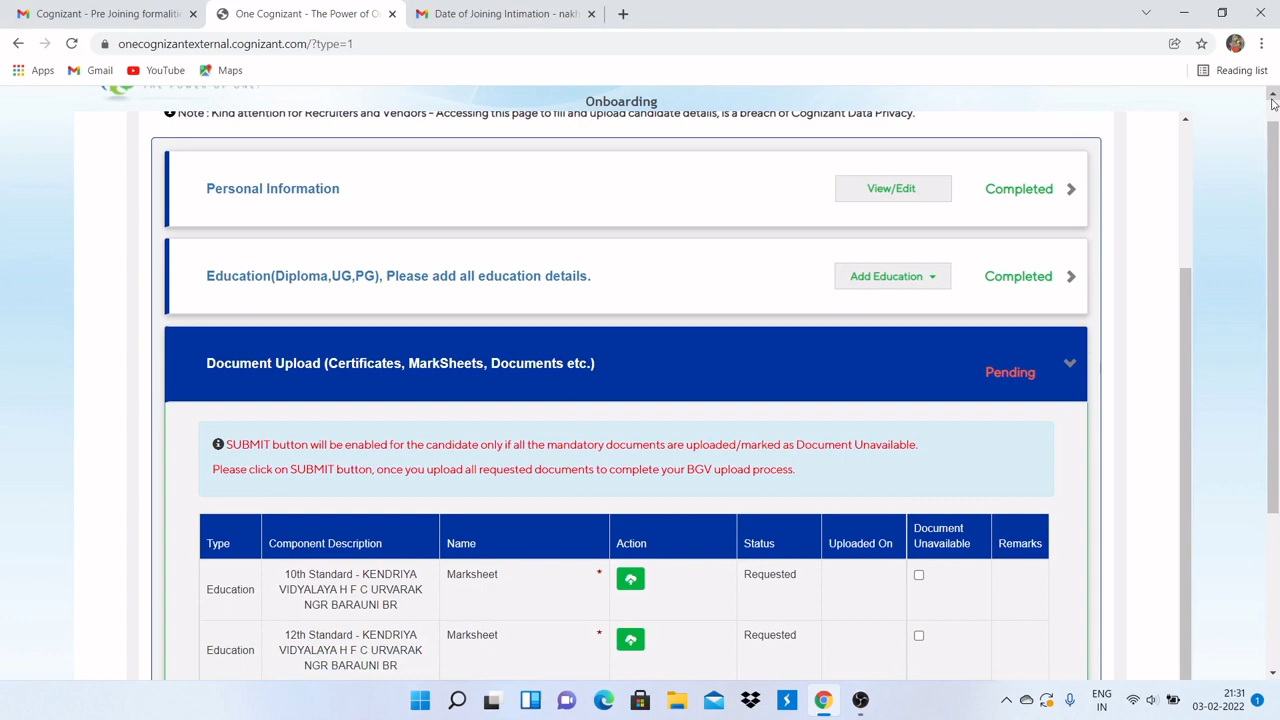 Cognizant - Pre Joining formalitie
One Cognizant - The Power of O
Date of Joining Intimation - nakh
onecognizantexternal.cognizant.com/?type=1
Apps
Gmail
YouTube
Maps
Reading list
THE POWER OF ONE
Onboarding
Note : Kind attention for Recruiters and Vendors - Accessing this page to fill and upload candidate details, is a breach of Cognizant Data Privacy.
Personal Information
View/Edit
Completed
Education(Diploma,UG,PG), Please add all education details.
Add Education
Completed
Document Upload (Certificates, MarkSheets, Documents etc.)
Pending
SUBMIT button will be enabled for the candidate only if all the mandatory documents are uploaded/marked as Document Unavailable.
Please click on SUBMIT button, once you upload all requested documents to complete your BGV upload process.
Type
Component Description
Name
Action
Status
Uploaded On
Document
Unavailable
Remarks
Education
10th Standard - KENDRIYA
VIDYALAYA H F C URVARAK
NGR BARAUNI BR
Marksheet *
Requested
Education
12th Standard - KENDRIYA
VIDYALAYA H F C URVARAK
NGR BARAUNI BR
Marksheet *
Requested
ENG
IN
21:31
03-02-2022
1